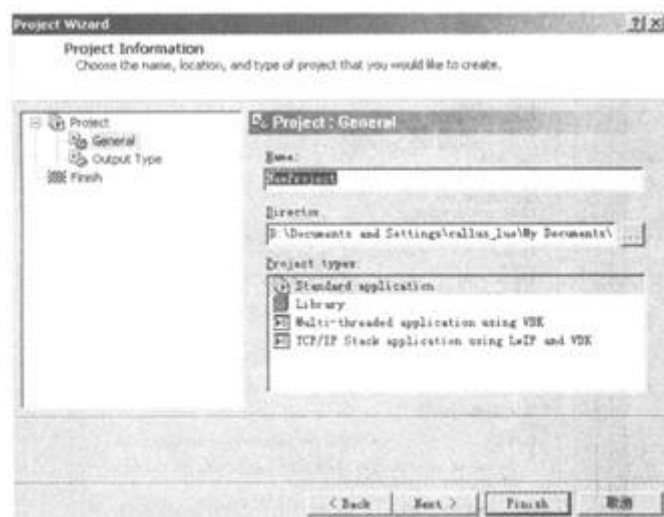 Project Wizard
Project Information
Choose the name, location, and type of project that you would like to create.
Project
General
Output Type
Finish
Project : General
Name:
NewProject
Director
D:\Documents and Settings\callus_luo\My Documents\
...
Project types:
Standard application
Library
Multi-threaded application using VDK
TCP/IP Stack application using LwIP and VDK
< Back
Next >
Finish
取消